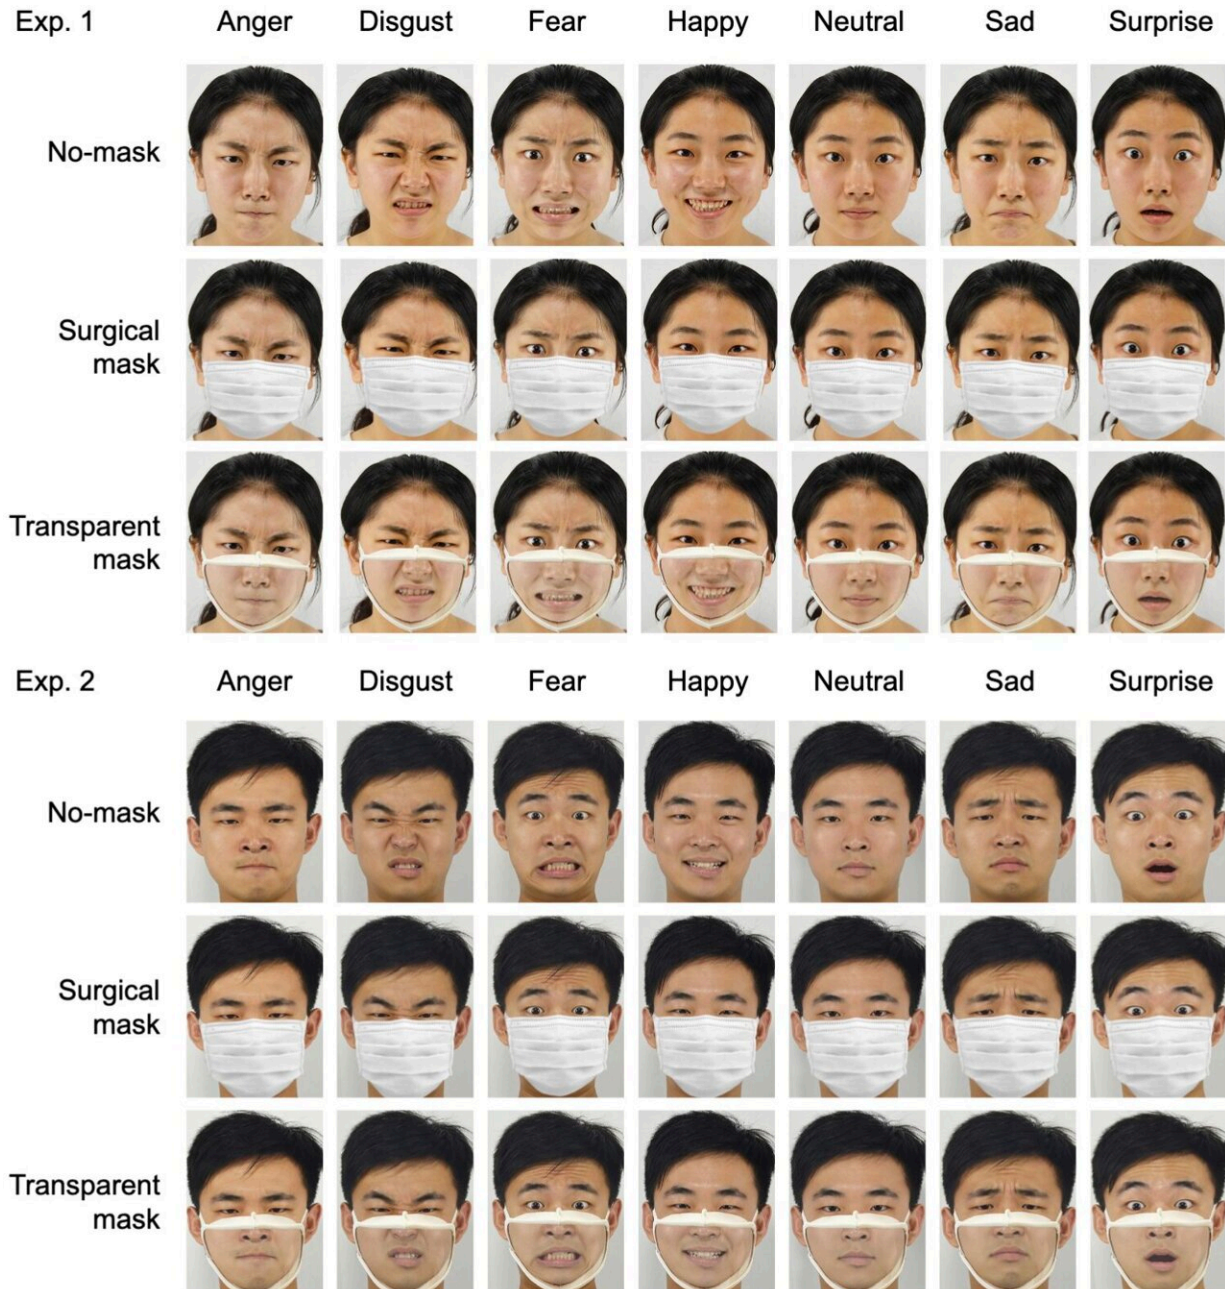 Exp. 1 Anger Disgust Fear Happy Neutral Sad Surprise
No-mask
Surgical
mask
Transparent
mask
Exp. 2 Anger Disgust Fear Happy Neutral Sad Surprise
No-mask
Surgical
mask
Transparent
mask